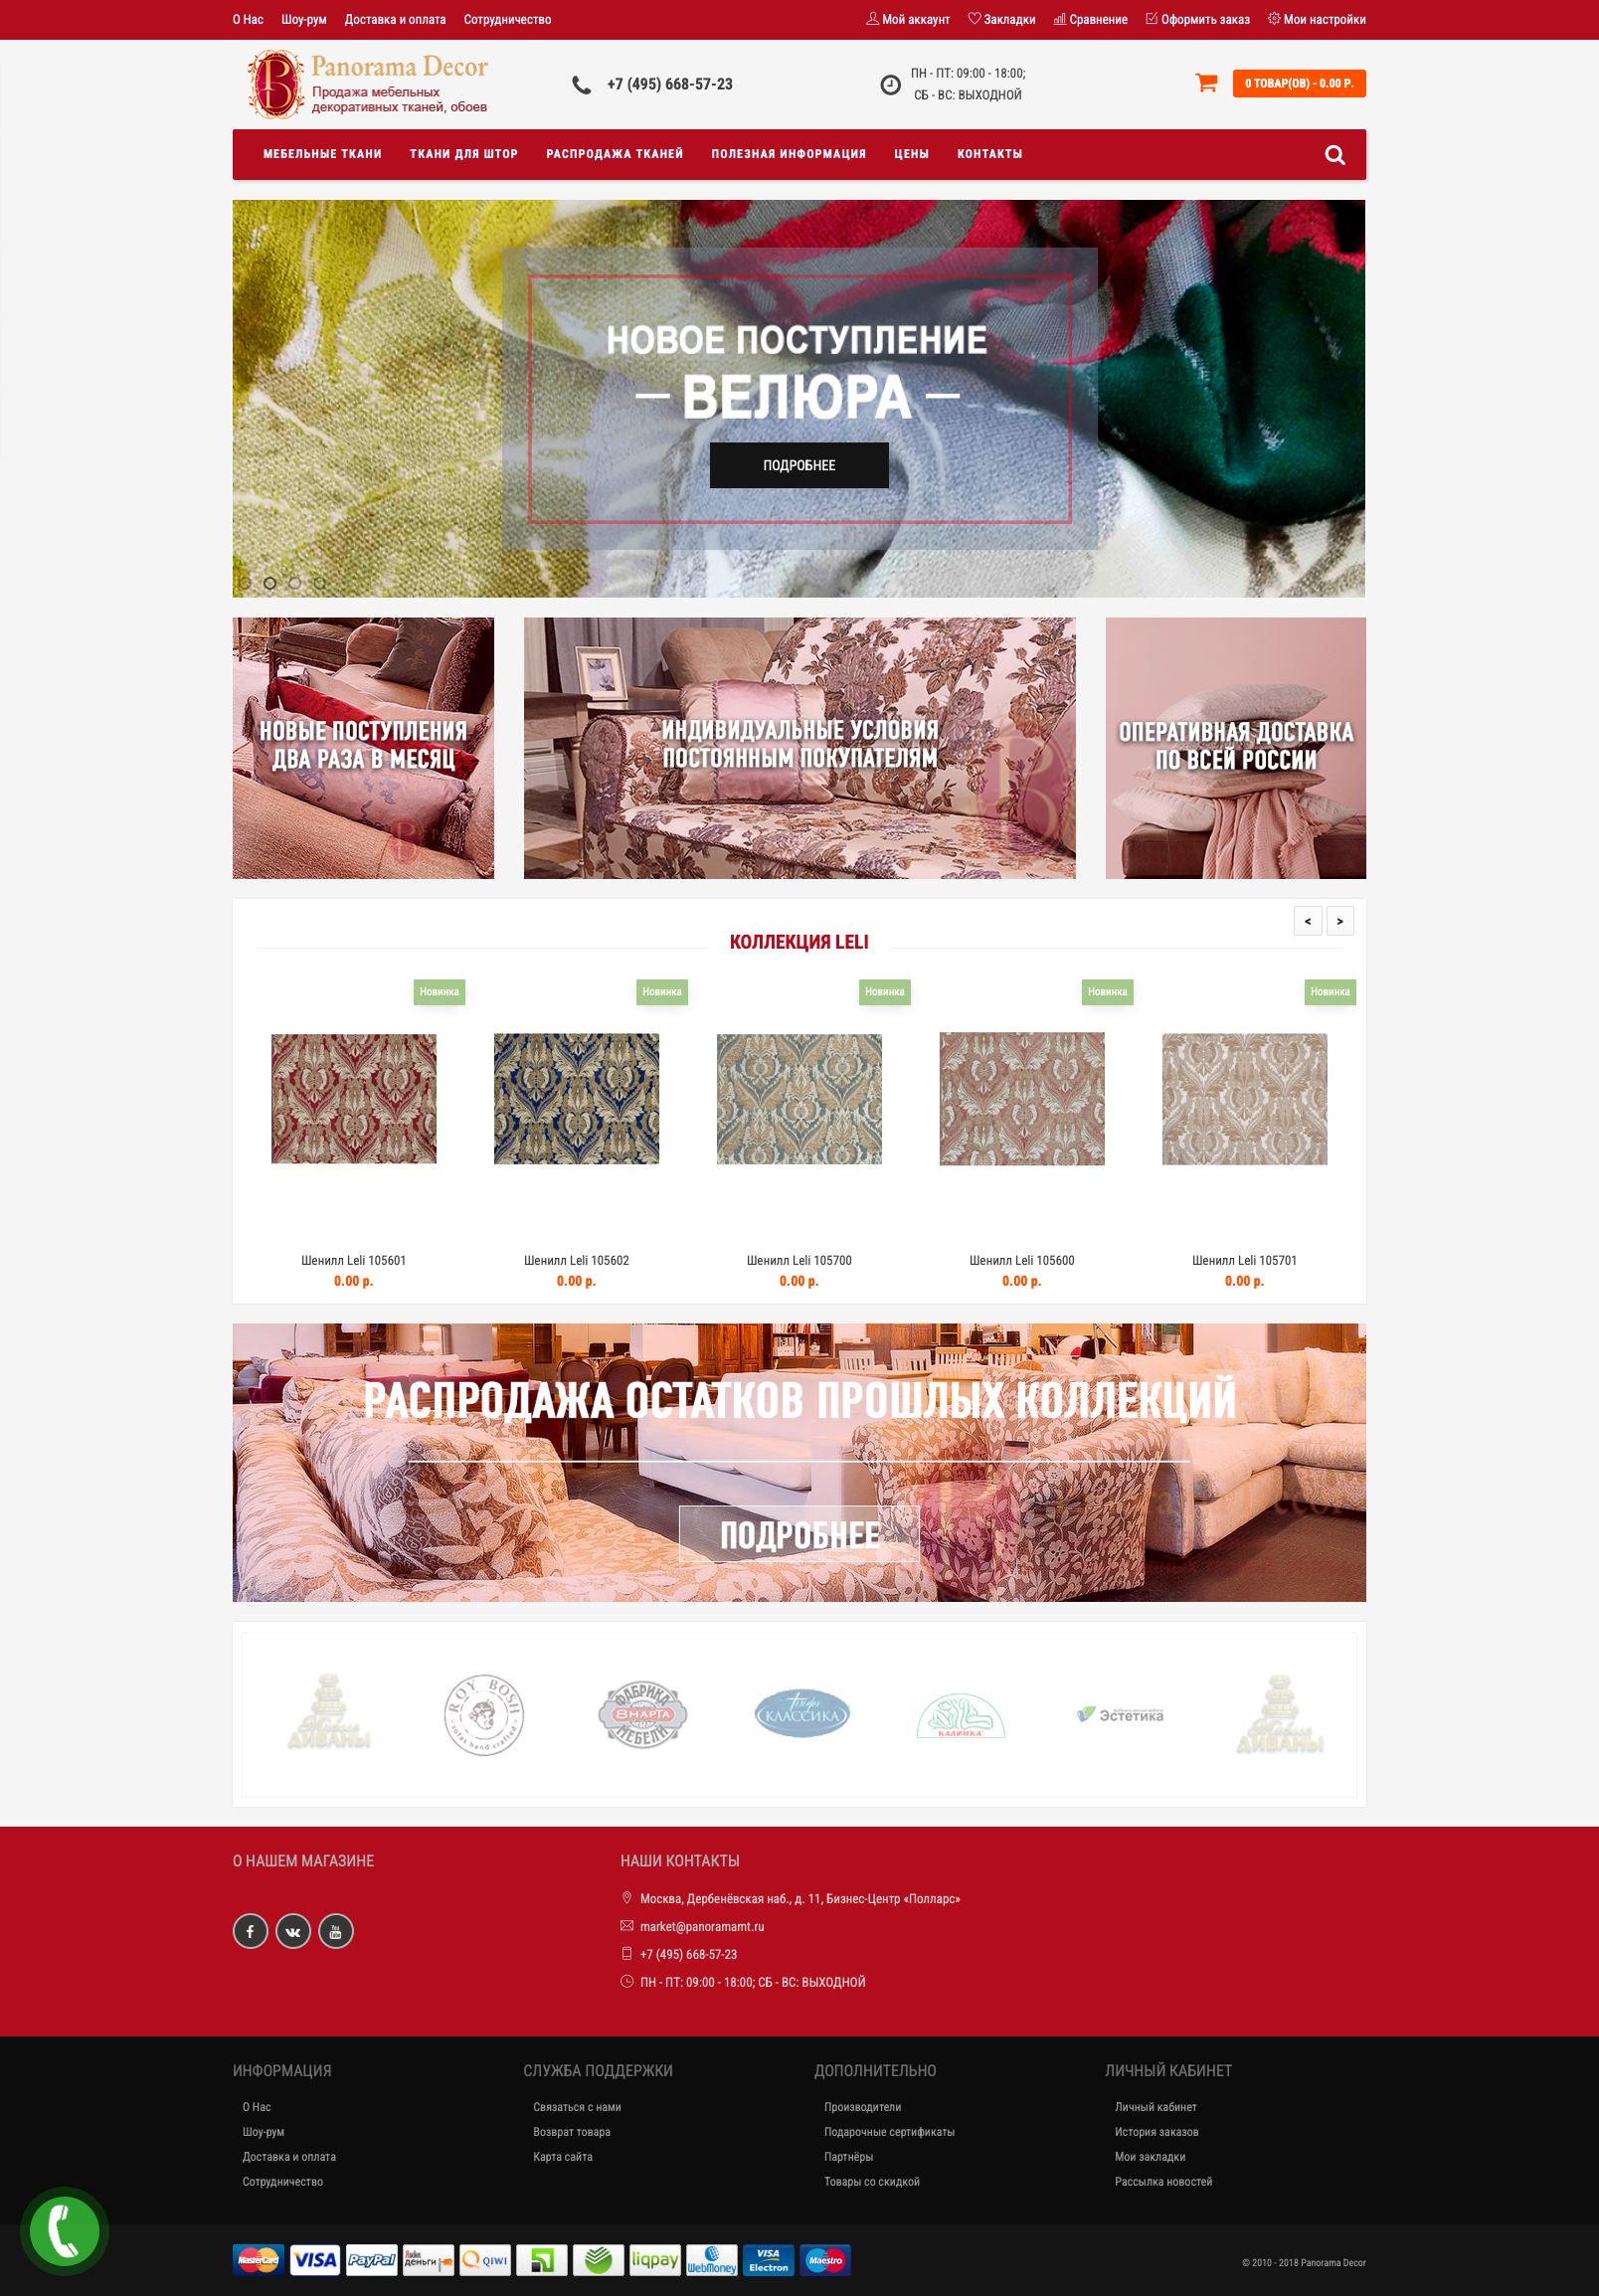 О Нас Шоу-рум Доставка и оплата Сотрудничество Мой аккаунт Закладки Сравнение Оформить заказ Мои настройки
Panorama Decor
Продажа мебельных
декоративных тканей, обоев
+7 (495) 668-57-23
ПН - ПТ: 09:00 - 18:00;
СБ - ВС: ВЫХОДНОЙ
0 ТОВАР(ОВ) - 0.00 Р.
МЕБЕЛЬНЫЕ ТКАНИ ТКАНИ ДЛЯ ШТОР РАСПРОДАЖА ТКАНЕЙ ПОЛЕЗНАЯ ИНФОРМАЦИЯ ЦЕНЫ КОНТАКТЫ
НОВОЕ ПОСТУПЛЕНИЕ
— ВЕЛЮРА —
ПОДРОБНЕЕ
НОВЫЕ ПОСТУПЛЕНИЯ
ДВА РАЗА В МЕСЯЦ
ИНДИВИДУАЛЬНЫЕ УСЛОВИЯ
ПОСТОЯННЫМ ПОКУПАТЕЛЯМ
ОПЕРАТИВНАЯ ДОСТАВКА
ПО ВСЕЙ РОССИИ
< >
КОЛЛЕКЦИЯ LELI
Новинка Новинка Новинка Новинка Новинка
Шенилл Leli 105601 Шенилл Leli 105602 Шенилл Leli 105700 Шенилл Leli 105600 Шенилл Leli 105701
0.00 р. 0.00 р. 0.00 р. 0.00 р. 0.00 р.
РАСПРОДАЖА ОСТАТКОВ ПРОШЛЫХ КОЛЛЕКЦИЙ
ПОДРОБНЕЕ
Живые
ДИВАНЫ
ROY BOSH
sofas hand crafted
ФАБРИКА
8 МАРТА
МЕБЕЛИ
КЛАССИКА
КАЛИНКА
Эстетика
Живые
ДИВАНЫ
О НАШЕМ МАГАЗИНЕ
НАШИ КОНТАКТЫ
Москва, Дербенёвская наб., д. 11, Бизнес-Центр «Полларс»
market@panoramamt.ru
+7 (495) 668-57-23
ПН - ПТ: 09:00 - 18:00; СБ - ВС: ВЫХОДНОЙ
ИНФОРМАЦИЯ
О Нас
Шоу-рум
Доставка и оплата
Сотрудничество
СЛУЖБА ПОДДЕРЖКИ
Связаться с нами
Возврат товара
Карта сайта
ДОПОЛНИТЕЛЬНО
Производители
Подарочные сертификаты
Партнёры
Товары со скидкой
ЛИЧНЫЙ КАБИНЕТ
Личный кабинет
История заказов
Мои закладки
Рассылка новостей
MasterCard VISA PayPal Яndex деньги QIWI liqpay WebMoney VISA Electron Maestro
© 2010 - 2018 Panorama Decor